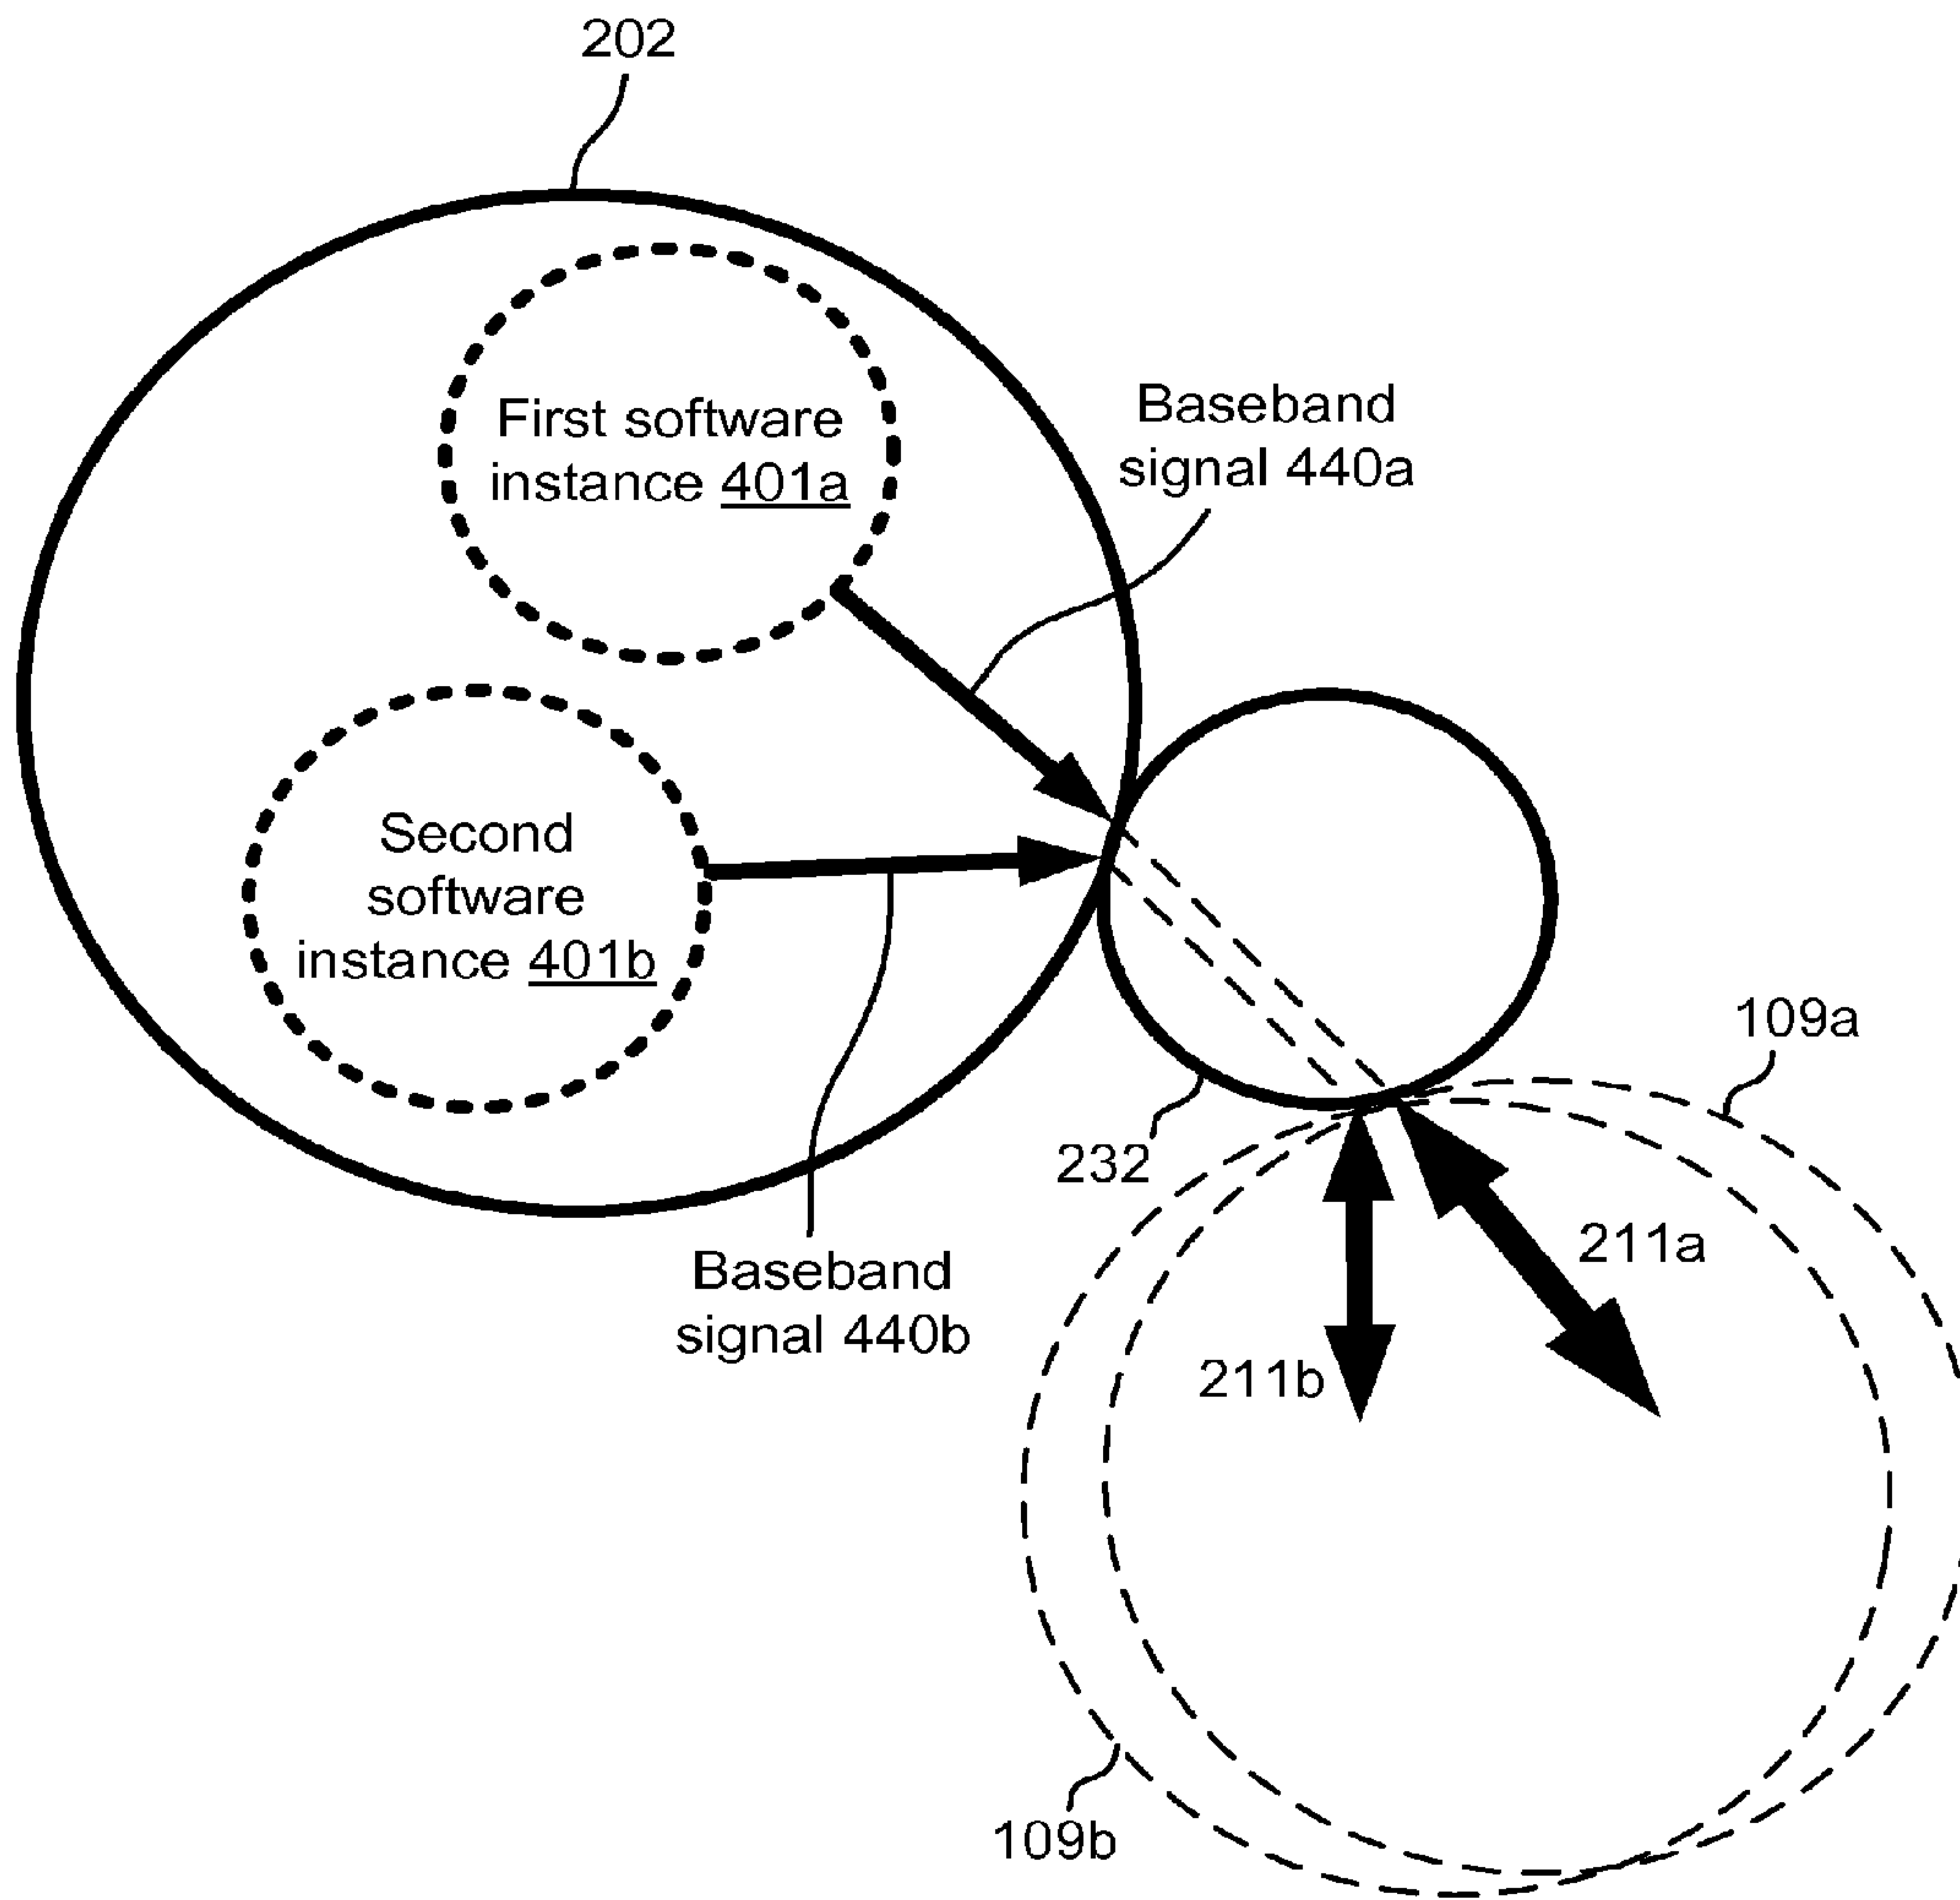 202
First software
instance 401a
Baseband
signal 440a
Second
software
instance 401b
109a
232
211a
Baseband
signal 440b
211b
109b